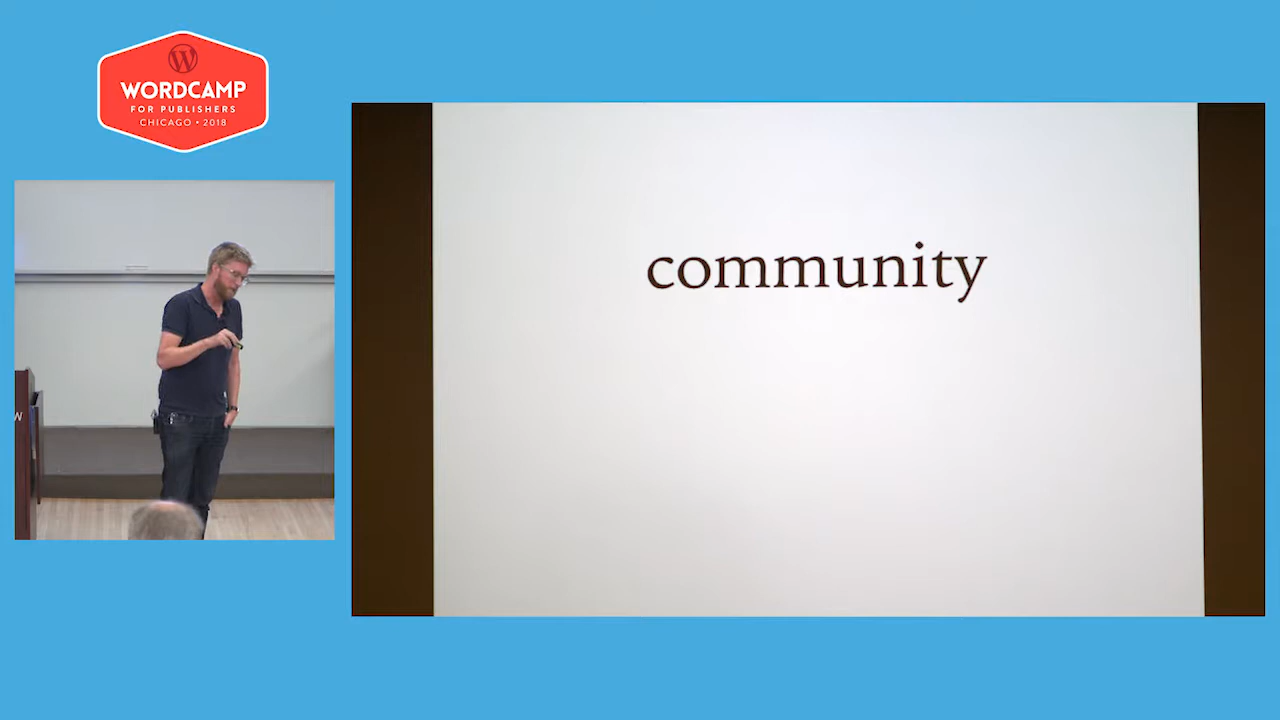 WORDCAMP
FOR PUBLISHERS
CHICAGO • 2018
community
W